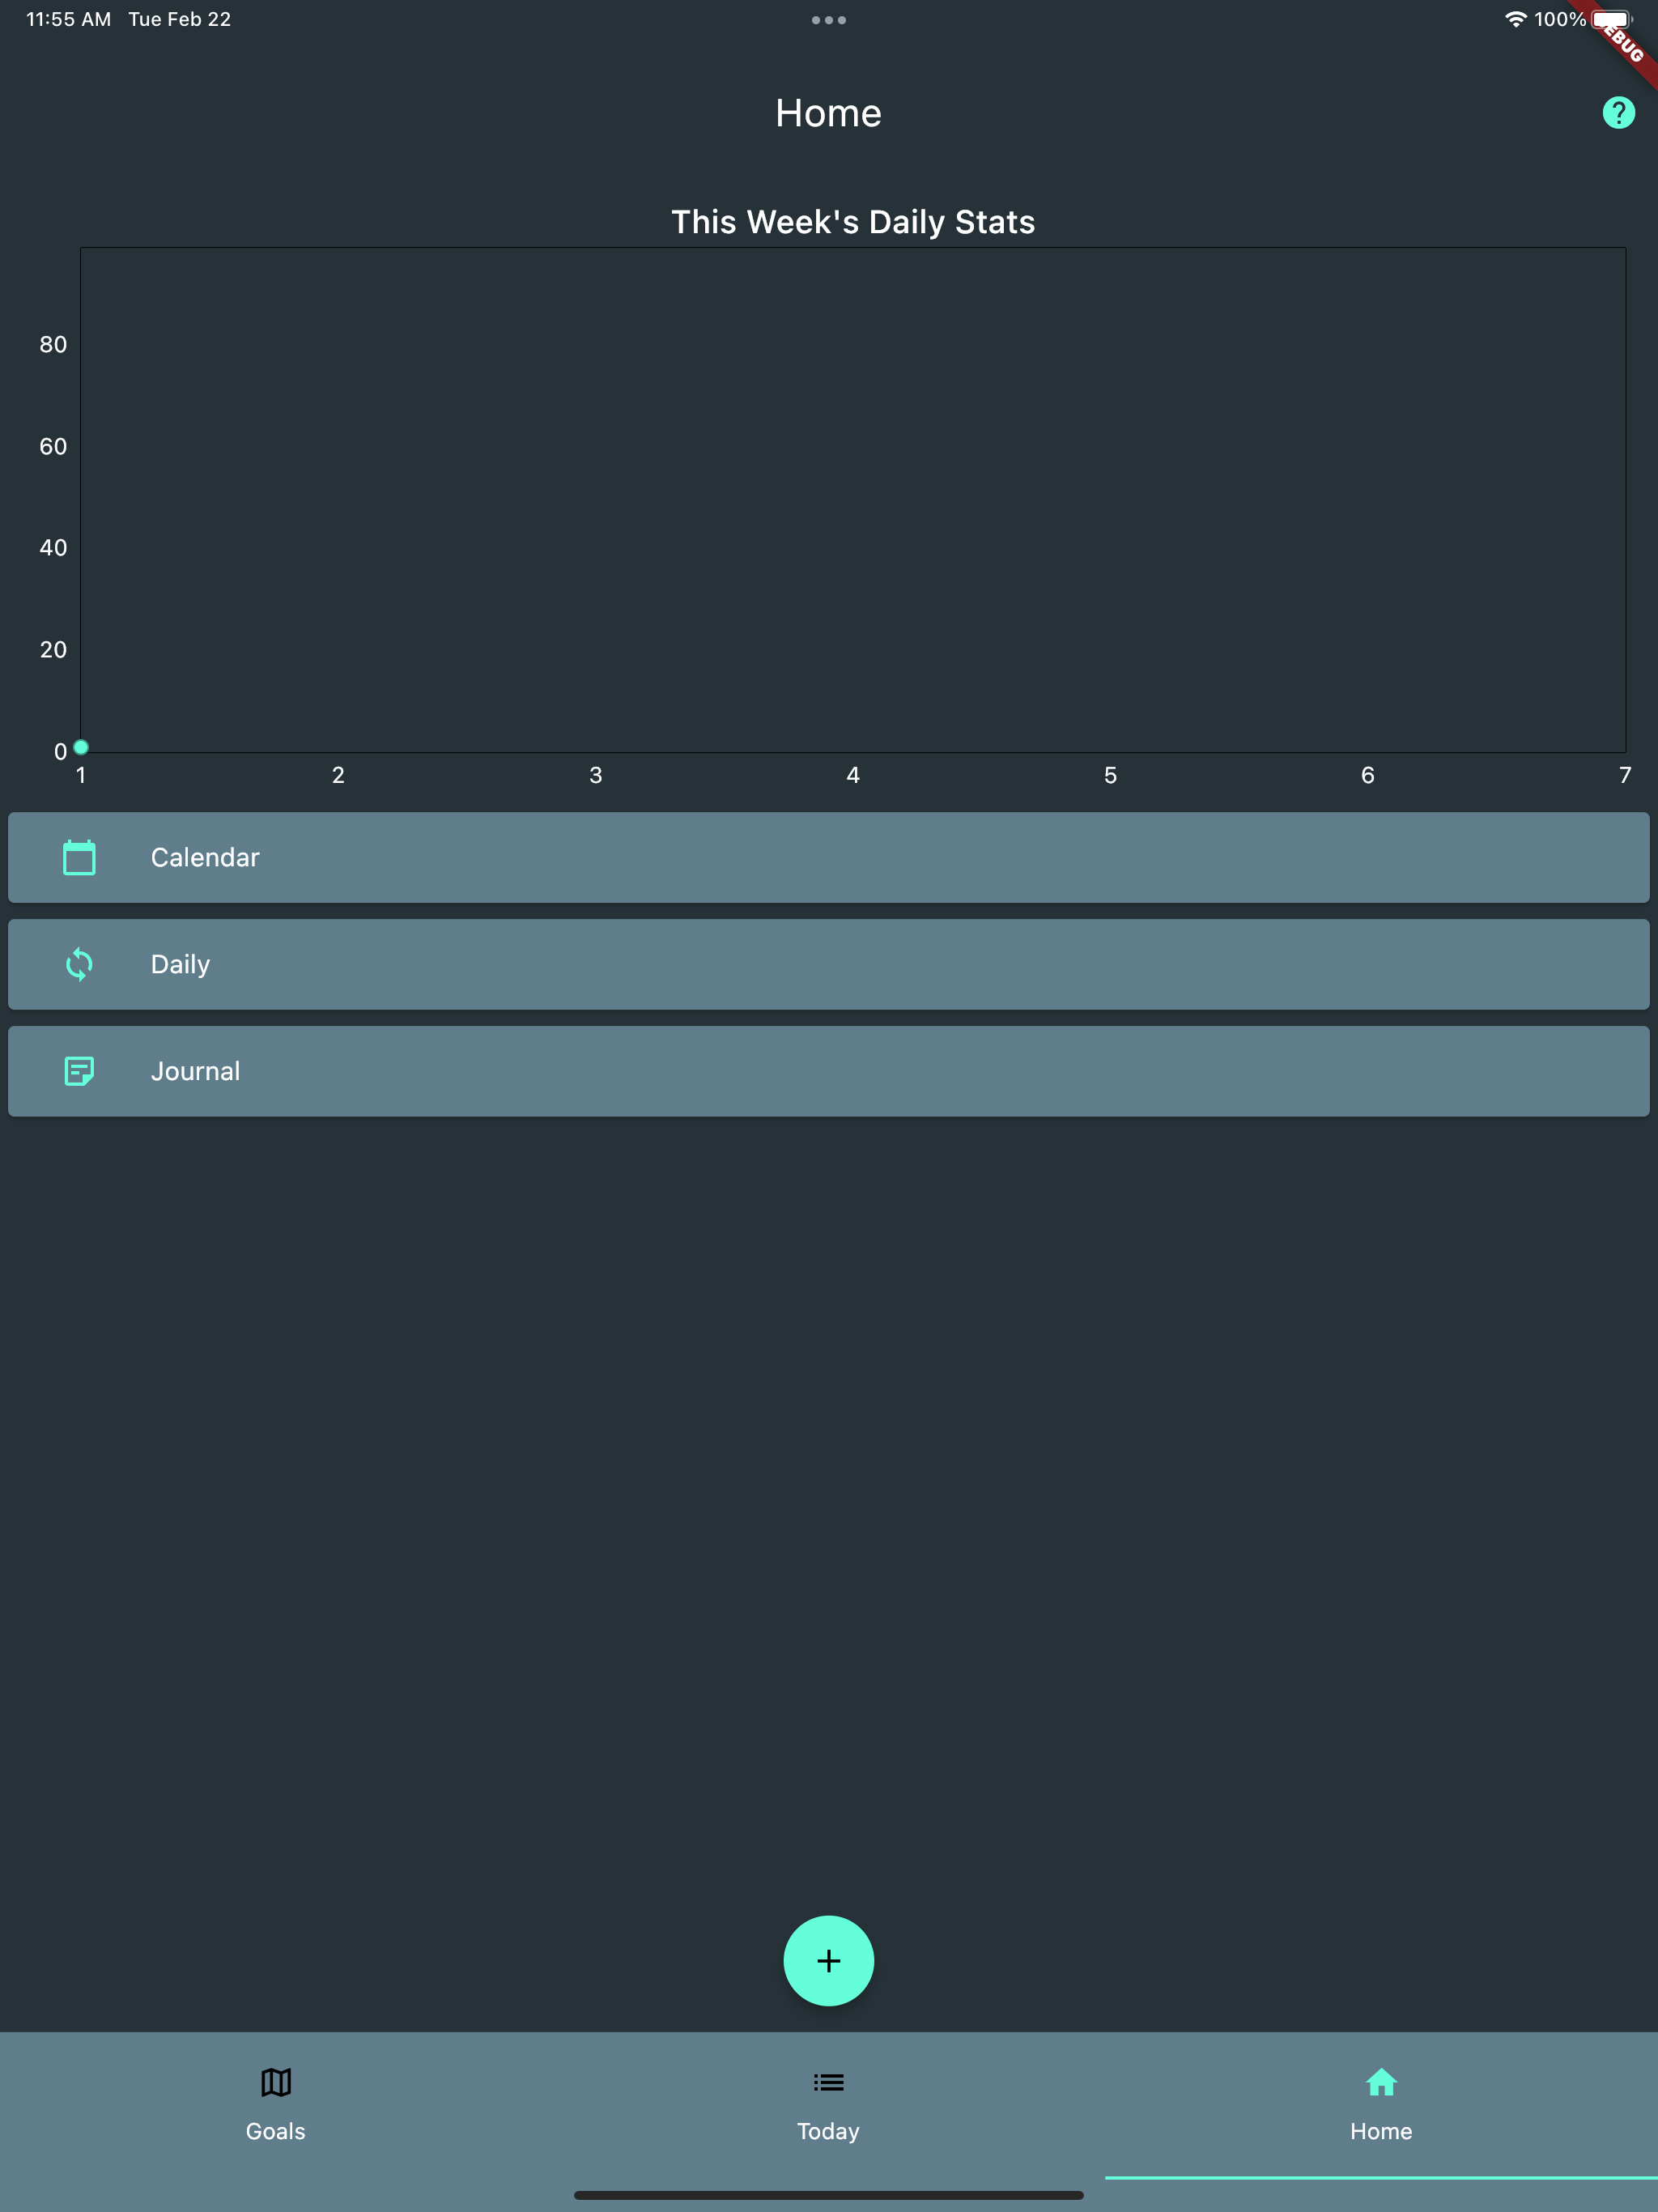 11:55 AM Tue Feb 22
100%
Home
This Week's Daily Stats
80
60
40
20
0
1 2 3 4 5 6 7
Calendar
Daily
Journal
Goals Today Home